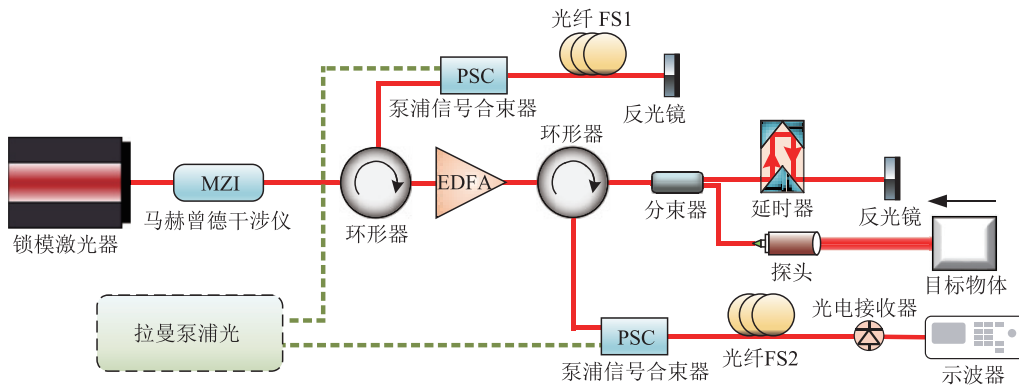 光纤 FS1
PSC
泵浦信号合束器
反光镜
环形器
MZI
EDFA
马赫曾德干涉仪
锁模激光器
环形器
分束器
延时器
反光镜
探头
目标物体
拉曼泵浦光
PSC
泵浦信号合束器
光纤FS2
光电接收器
示波器